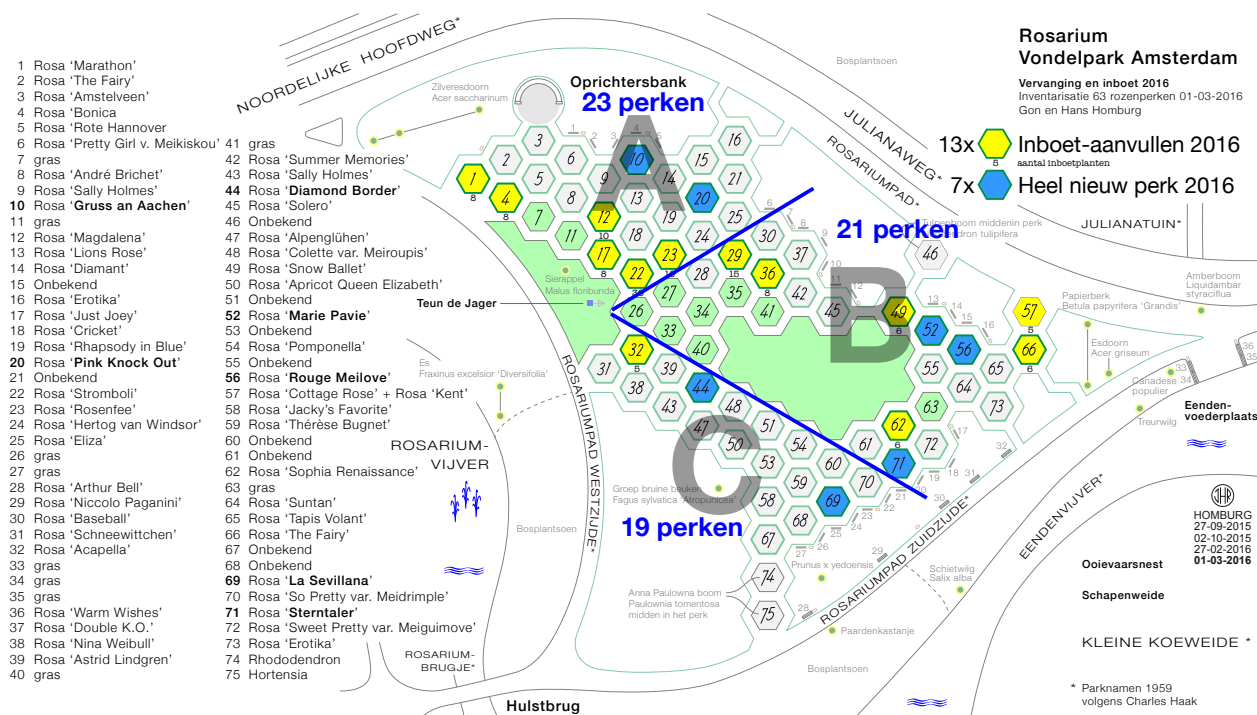 Rosarium
Vondelpark Amsterdam
Vervanging en inboet 2016
Inventarisatie 63 rozenperken 01-03-2016
Gon en Hans Homburg
13x Inboet-aanvullen 2016
5
aantal inboetplanten
7x Heel nieuw perk 2016
1 Rosa ‘Marathon’
2 Rosa ‘The Fairy’
3 Rosa ‘Amstelveen’
4 Rosa ‘Bonica
5 Rosa ‘Rote Hannover
6 Rosa ‘Pretty Girl v. Meikiskou’
7 gras
8 Rosa ‘André Brichet’
9 Rosa ‘Sally Holmes’
10 Rosa ‘Gruss an Aachen’
11 gras
12 Rosa ‘Magdalena’
13 Rosa ‘Lions Rose’
14 Rosa ‘Diamant’
15 Onbekend
16 Rosa ‘Erotika’
17 Rosa ‘Just Joey’
18 Rosa ‘Cricket’
19 Rosa ‘Rhapsody in Blue’
20 Rosa ‘Pink Knock Out’
21 Onbekend
22 Rosa ‘Stromboli’
23 Rosa ‘Rosenfee’
24 Rosa ‘Hertog van Windsor’
25 Rosa ‘Eliza’
26 gras
27 gras
28 Rosa ‘Arthur Bell’
29 Rosa ‘Niccolo Paganini’
30 Rosa ‘Baseball’
31 Rosa ‘Schneewittchen’
32 Rosa ‘Acapella’
33 gras
34 gras
35 gras
36 Rosa ‘Warm Wishes’
37 Rosa ‘Double K.O.’
38 Rosa ‘Nina Weibull’
39 Rosa ‘Astrid Lindgren’
40 gras
41 gras
42 Rosa ‘Summer Memories’
43 Rosa ‘Sally Holmes’
44 Rosa ‘Diamond Border’
45 Rosa ‘Solero’
46 Onbekend
47 Rosa ‘Alpenglühen’
48 Rosa ‘Colette var. Meiroupis’
49 Rosa ‘Snow Ballet’
50 Rosa ‘Apricot Queen Elizabeth’
51 Onbekend
52 Rosa ‘Marie Pavie’
53 Onbekend
54 Rosa ‘Pomponella’
55 Onbekend
56 Rosa ‘Rouge Meilove’
57 Rosa ‘Cottage Rose’ + Rosa ‘Kent’
58 Rosa ‘Jacky’s Favorite’
59 Rosa ‘Thérèse Bugnet’
60 Onbekend
61 Onbekend
62 Rosa ‘Sophia Renaissance’
63 gras
64 Rosa ‘Suntan’
65 Rosa ‘Tapis Volant’
66 Rosa ‘The Fairy’
67 Onbekend
68 Onbekend
69 Rosa ‘La Sevillana’
70 Rosa ‘So Pretty var. Meidrimple’
71 Rosa ‘Sterntaler’
72 Rosa ‘Sweet Pretty var. Meiguimove’
73 Rosa ‘Erotika’
74 Rhododendron
75 Hortensia
NOORDELIJKE HOOFDWEG*
Zilveresdoorn
Acer saccharinum
Oprichtersbank
23 perken
A
Bosplantsoen
JULIANAWEG*
ROSARIUMPAD*
JULIANATUIN*
21 perken
B
Sierappel
Malus floribunda
Teun de Jager
Amberboom
Liquidambar
styraciflua
Papierberk
Betula papyrifera ‘Grandis’
Esdoorn
Acer griseum
Canadese
populier
Treurwilg
Eenden-
voederplaats
Es
Fraxinus excelsior ‘Diversifolia’
ROSARIUM-
VIJVER
ROSARIUMPAD WESTZIJDE*
Bosplantsoen
C
Groep bruine beuken
Fagus sylvatica ‘Atropunicea’
19 perken
Prunus x yedoensis
Anna Paulowna boom
Paulownia tomentosa
midden in het perk
ROSARIUMPAD ZUIDZIJDE*
EENDENVIJVER*
Schietwilg
Salix alba
Paardenkastanje
Bosplantsoen
ROSARIUM-
BRUGJE*
Hulstbrug
JHR
HOMBURG
27-09-2015
02-10-2015
27-02-2016
01-03-2016
Ooievaarsnest
Schapenweide
KLEINE KOEWEIDE *
* Parknamen 1959
volgens Charles Haak